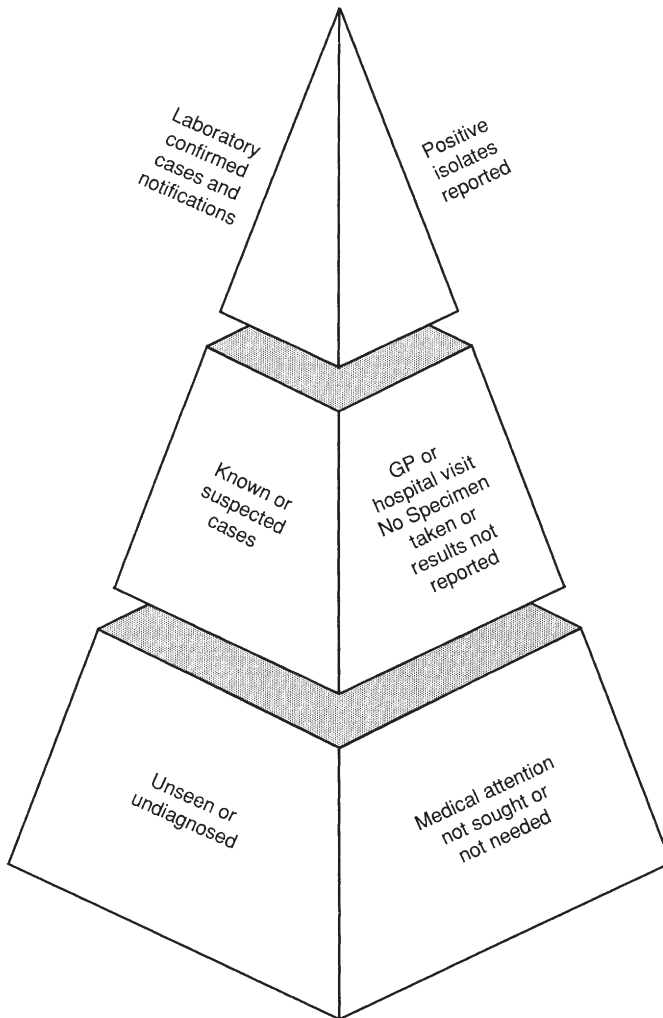 Laboratory
confirmed
cases and
notifications
Positive
isolates
reported
Known or
suspected
cases
GP or
hospital visit
No Specimen
taken or
results not
reported
Unseen or
undiagnosed
Medical attention
not sought or
not needed